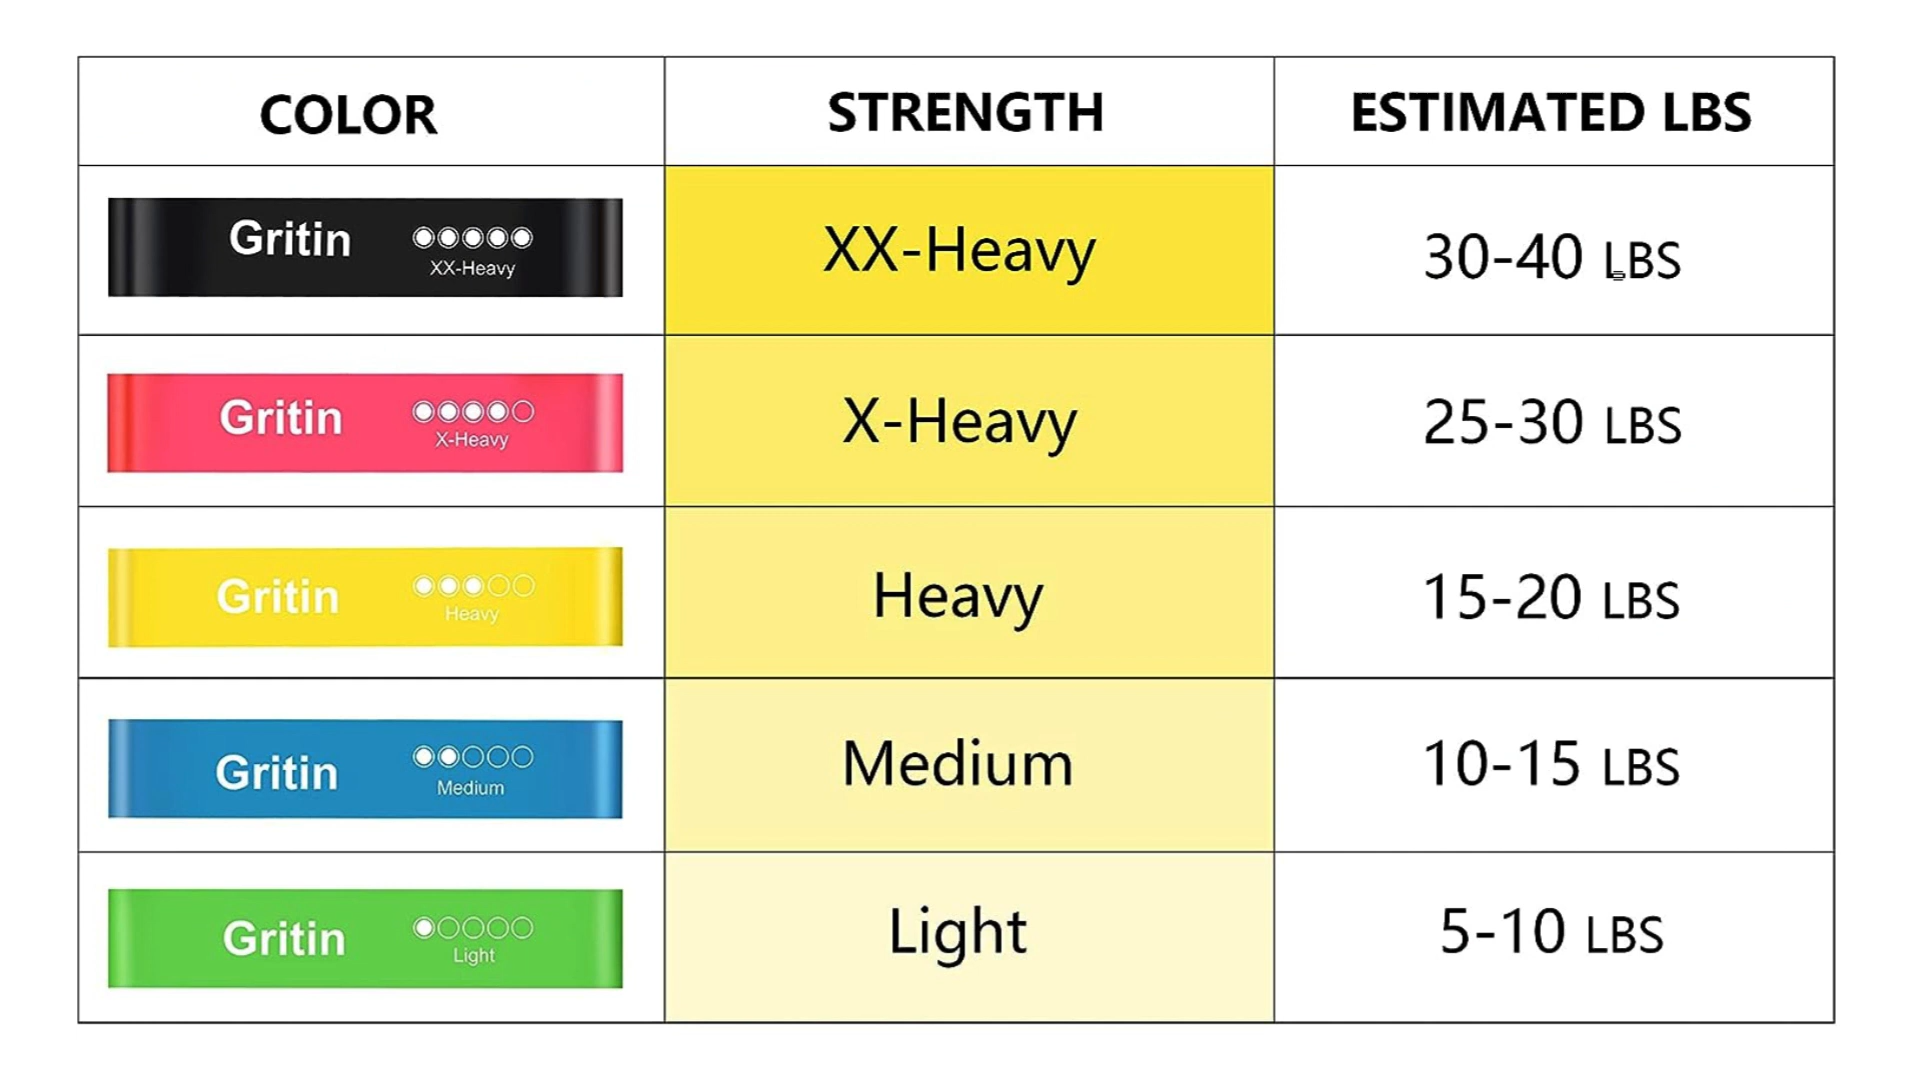 COLOR STRENGTH ESTIMATED LBS
Gritin
XX-Heavy
XX-Heavy
30-40 LBS
Gritin
X-Heavy
X-Heavy
25-30 LBS
Gritin
Heavy
Heavy
15-20 LBS
Gritin
Medium
Medium
10-15 LBS
Gritin
Light
Light
5-10 LBS